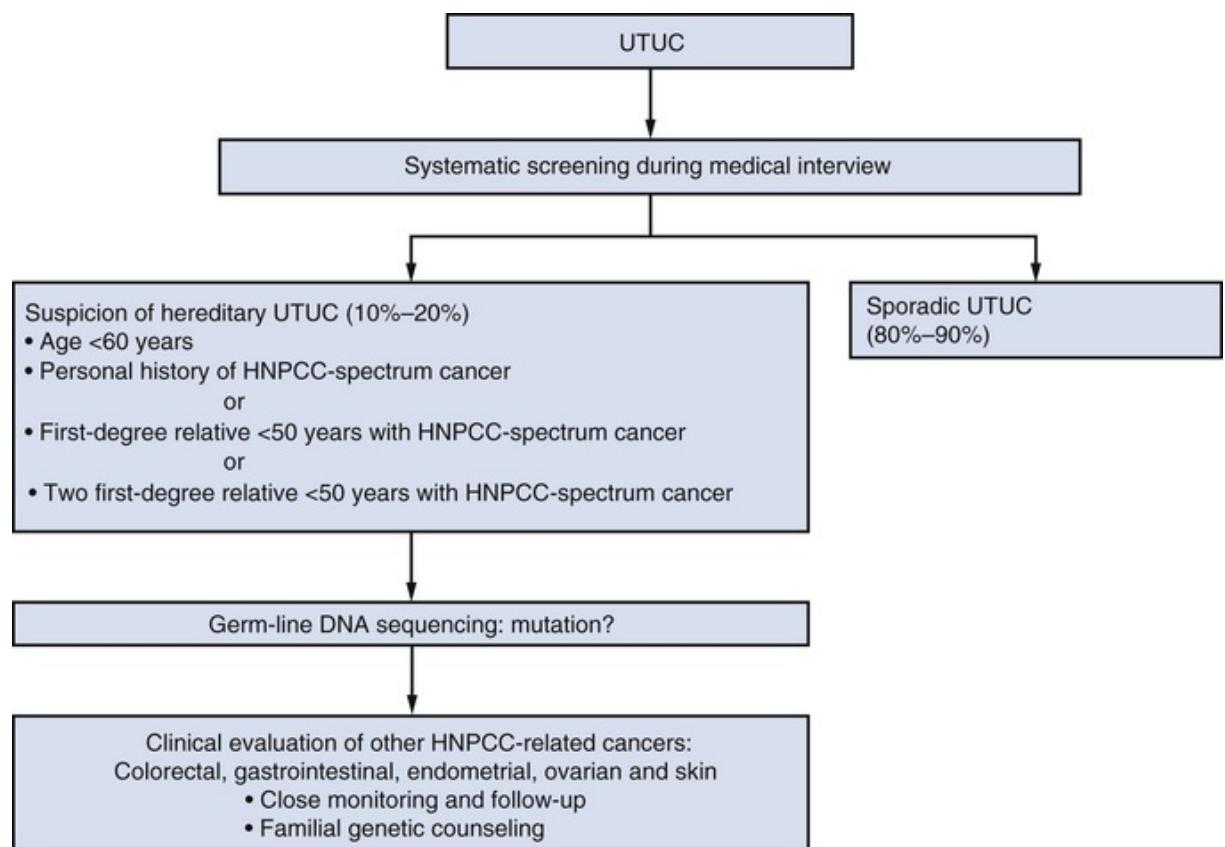 UTUC
Systematic screening during medical interview
Suspicion of hereditary UTUC (10%–20%)
• Age <60 years
• Personal history of HNPCC-spectrum cancer
or
• First-degree relative <50 years with HNPCC-spectrum cancer
or
• Two first-degree relative <50 years with HNPCC-spectrum cancer
Sporadic UTUC
(80%–90%)
Germ-line DNA sequencing: mutation?
Clinical evaluation of other HNPCC-related cancers:
Colorectal, gastrointestinal, endometrial, ovarian and skin
• Close monitoring and follow-up
• Familial genetic counseling